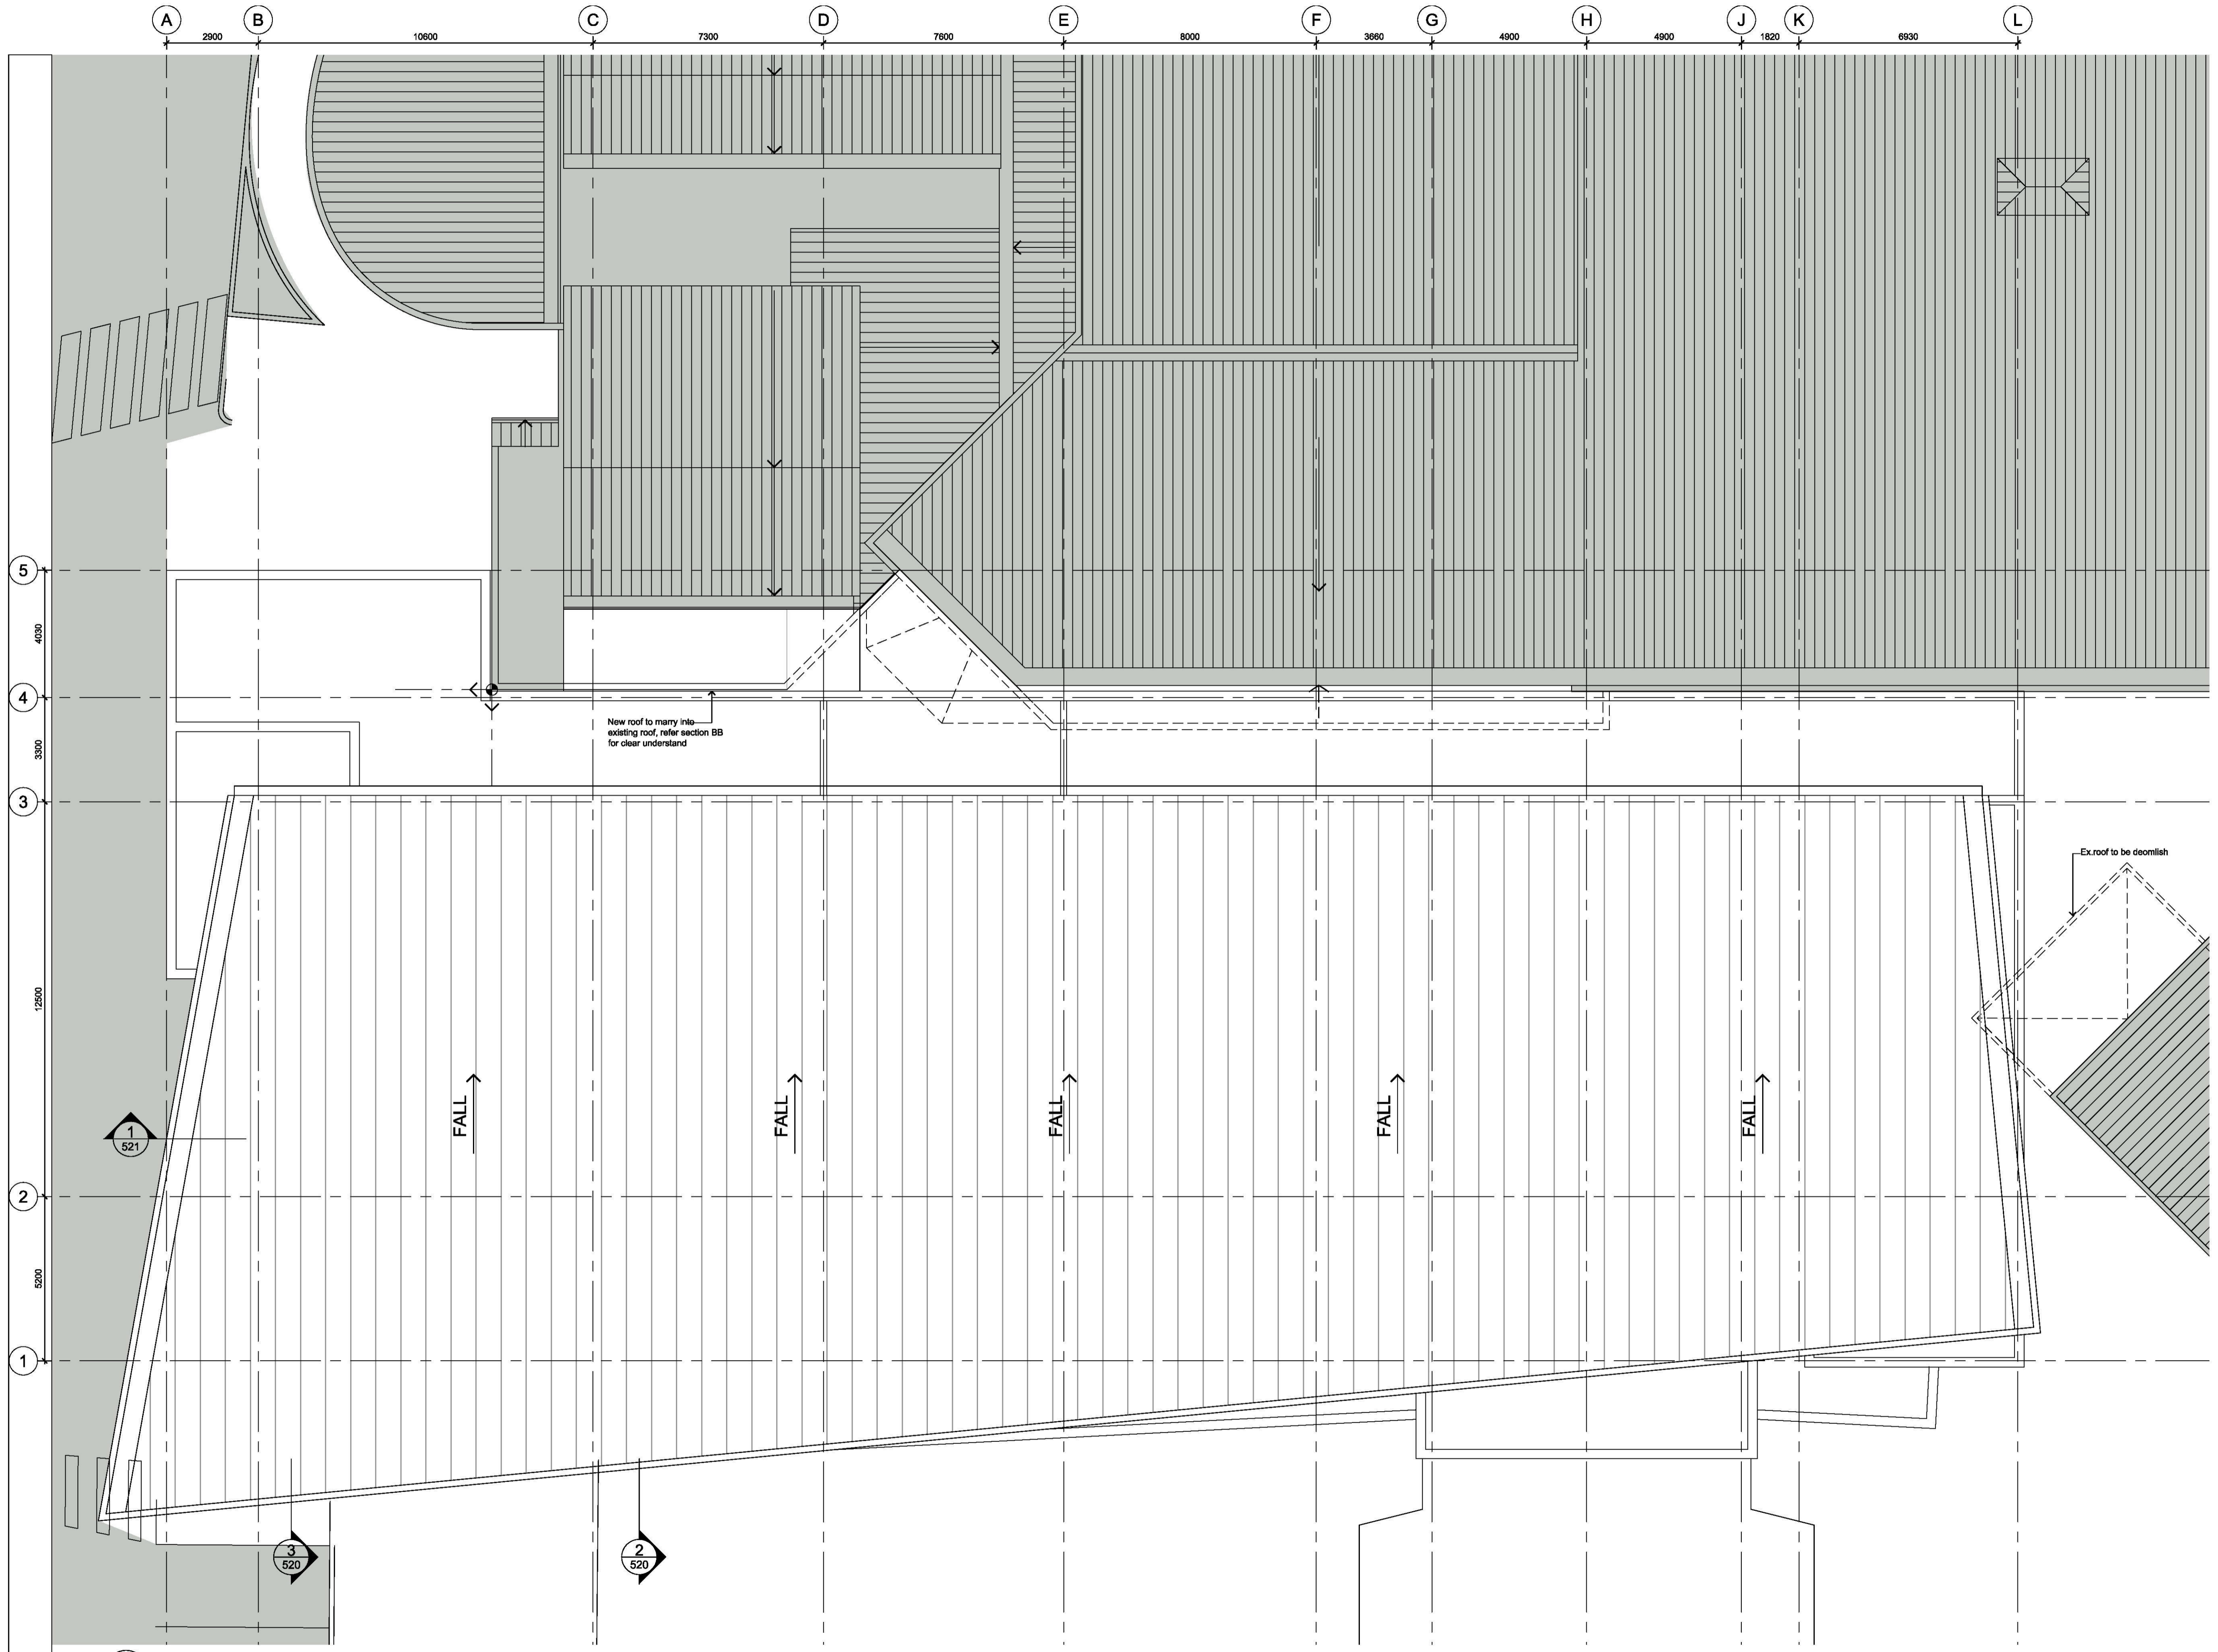 A B C D E F G H J K L
2900 10600 7300 7600 8000 3660 4900 4900 1820 6930
5
4030
4
New roof to marry into
existing roof, refer section BB
for clear understand
3300
3
Ex.roof to be deomlish
12500
FALL FALL FALL FALL FALL
1
521
2
5200
1
3
520
2
520